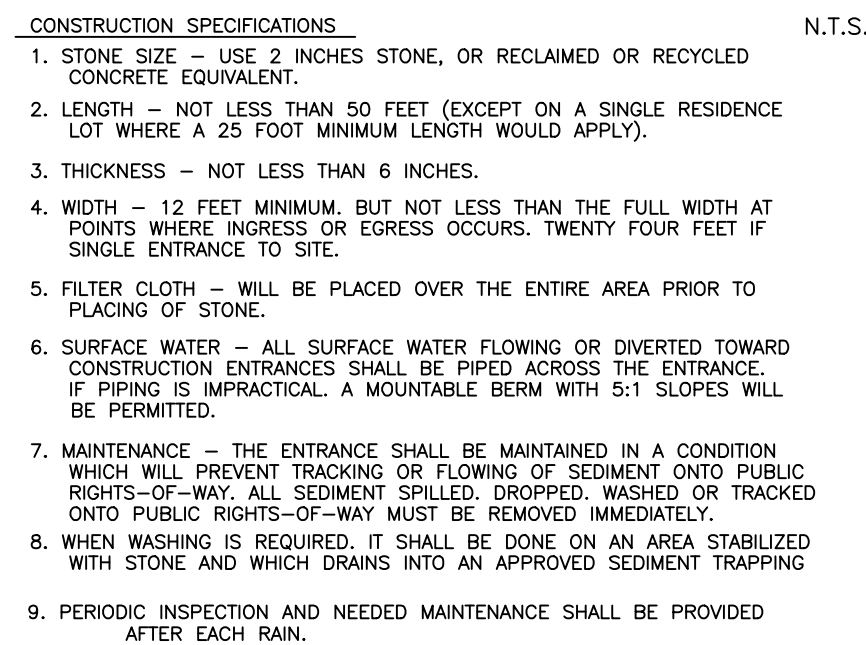 CONSTRUCTION SPECIFICATIONS N.T.S.
1. STONE SIZE – USE 2 INCHES STONE, OR RECLAIMED OR RECYCLED
CONCRETE EQUIVALENT.
2. LENGTH – NOT LESS THAN 50 FEET (EXCEPT ON A SINGLE RESIDENCE
LOT WHERE A 25 FOOT MINIMUM LENGTH WOULD APPLY).
3. THICKNESS – NOT LESS THAN 6 INCHES.
4. WIDTH – 12 FEET MINIMUM. BUT NOT LESS THAN THE FULL WIDTH AT
POINTS WHERE INGRESS OR EGRESS OCCURS. TWENTY FOUR FEET IF
SINGLE ENTRANCE TO SITE.
5. FILTER CLOTH – WILL BE PLACED OVER THE ENTIRE AREA PRIOR TO
PLACING OF STONE.
6. SURFACE WATER – ALL SURFACE WATER FLOWING OR DIVERTED TOWARD
CONSTRUCTION ENTRANCES SHALL BE PIPED ACROSS THE ENTRANCE.
IF PIPING IS IMPRACTICAL. A MOUNTABLE BERM WITH 5:1 SLOPES WILL
BE PERMITTED.
7. MAINTENANCE – THE ENTRANCE SHALL BE MAINTAINED IN A CONDITION
WHICH WILL PREVENT TRACKING OR FLOWING OF SEDIMENT ONTO PUBLIC
RIGHTS–OF–WAY. ALL SEDIMENT SPILLED. DROPPED. WASHED OR TRACKED
ONTO PUBLIC RIGHTS–OF–WAY MUST BE REMOVED IMMEDIATELY.
8. WHEN WASHING IS REQUIRED. IT SHALL BE DONE ON AN AREA STABILIZED
WITH STONE AND WHICH DRAINS INTO AN APPROVED SEDIMENT TRAPPING
9. PERIODIC INSPECTION AND NEEDED MAINTENANCE SHALL BE PROVIDED
AFTER EACH RAIN.